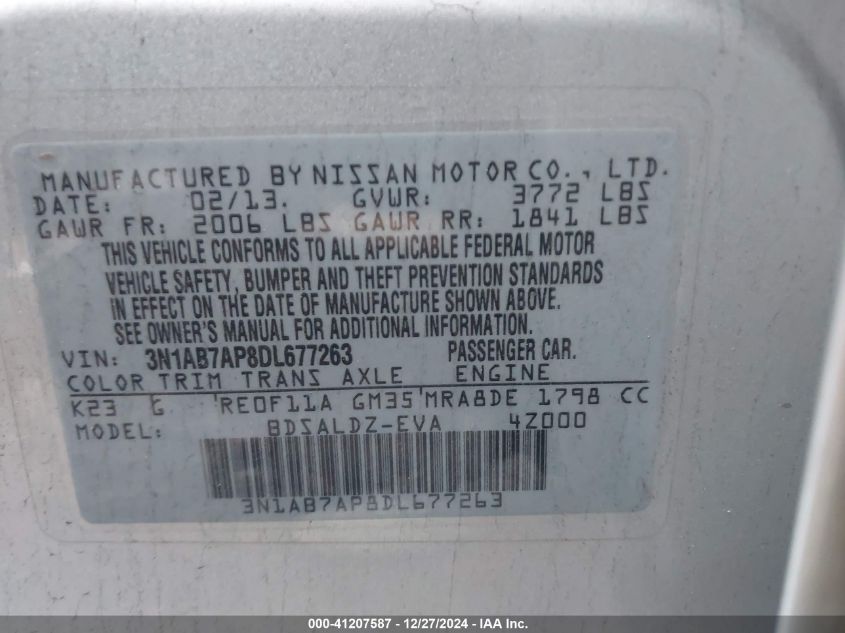 MANUFACTURED BY NISSAN MOTOR CO., LTD.
DATE: 02/13. GVWR: 3772 LBS
GAWR FR: 2006 LBS GAWR RR: 1841 LBS
THIS VEHICLE CONFORMS TO ALL APPLICABLE FEDERAL MOTOR
VEHICLE SAFETY, BUMPER AND THEFT PREVENTION STANDARDS
IN EFFECT ON THE DATE OF MANUFACTURE SHOWN ABOVE.
SEE OWNER'S MANUAL FOR ADDITIONAL INFORMATION.
VIN: 3N1AB7AP8DL677263 PASSENGER CAR.
COLOR TRIM TRANS AXLE ENGINE
K23 G RE0F11A GM35 MRA8DE 1798 CC
MODEL: BDSALDZ-EVA 4Z000
3N1AB7AP8DL677263
000-41207587 - 12/27/2024 - IAA Inc.